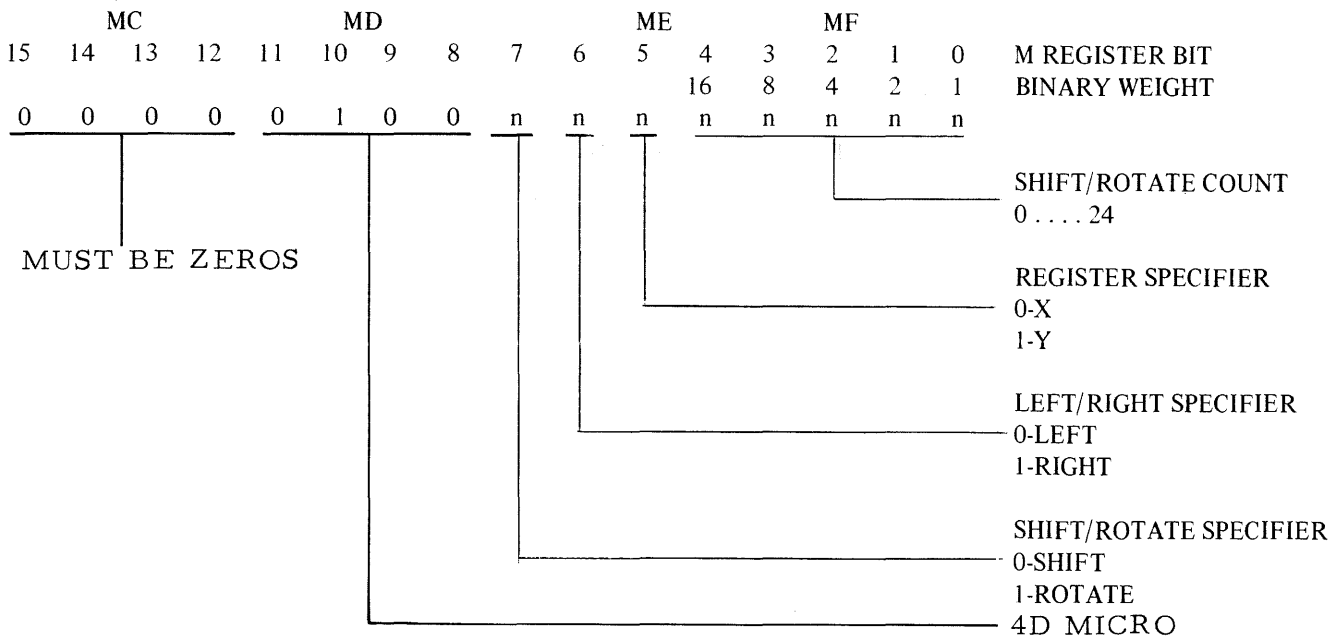 MC MD ME MF
15 14 13 12 11 10 9 8 7 6 5 4 3 2 1 0 M REGISTER BIT
16 8 4 2 1 BINARY WEIGHT
0 0 0 0 0 1 0 0 n n n n n n n n
SHIFT/ROTATE COUNT
0 . . . . 24
MUST BE ZEROS
REGISTER SPECIFIER
0-X
1-Y
LEFT/RIGHT SPECIFIER
0-LEFT
1-RIGHT
SHIFT/ROTATE SPECIFIER
0-SHIFT
1-ROTATE
4D MICRO